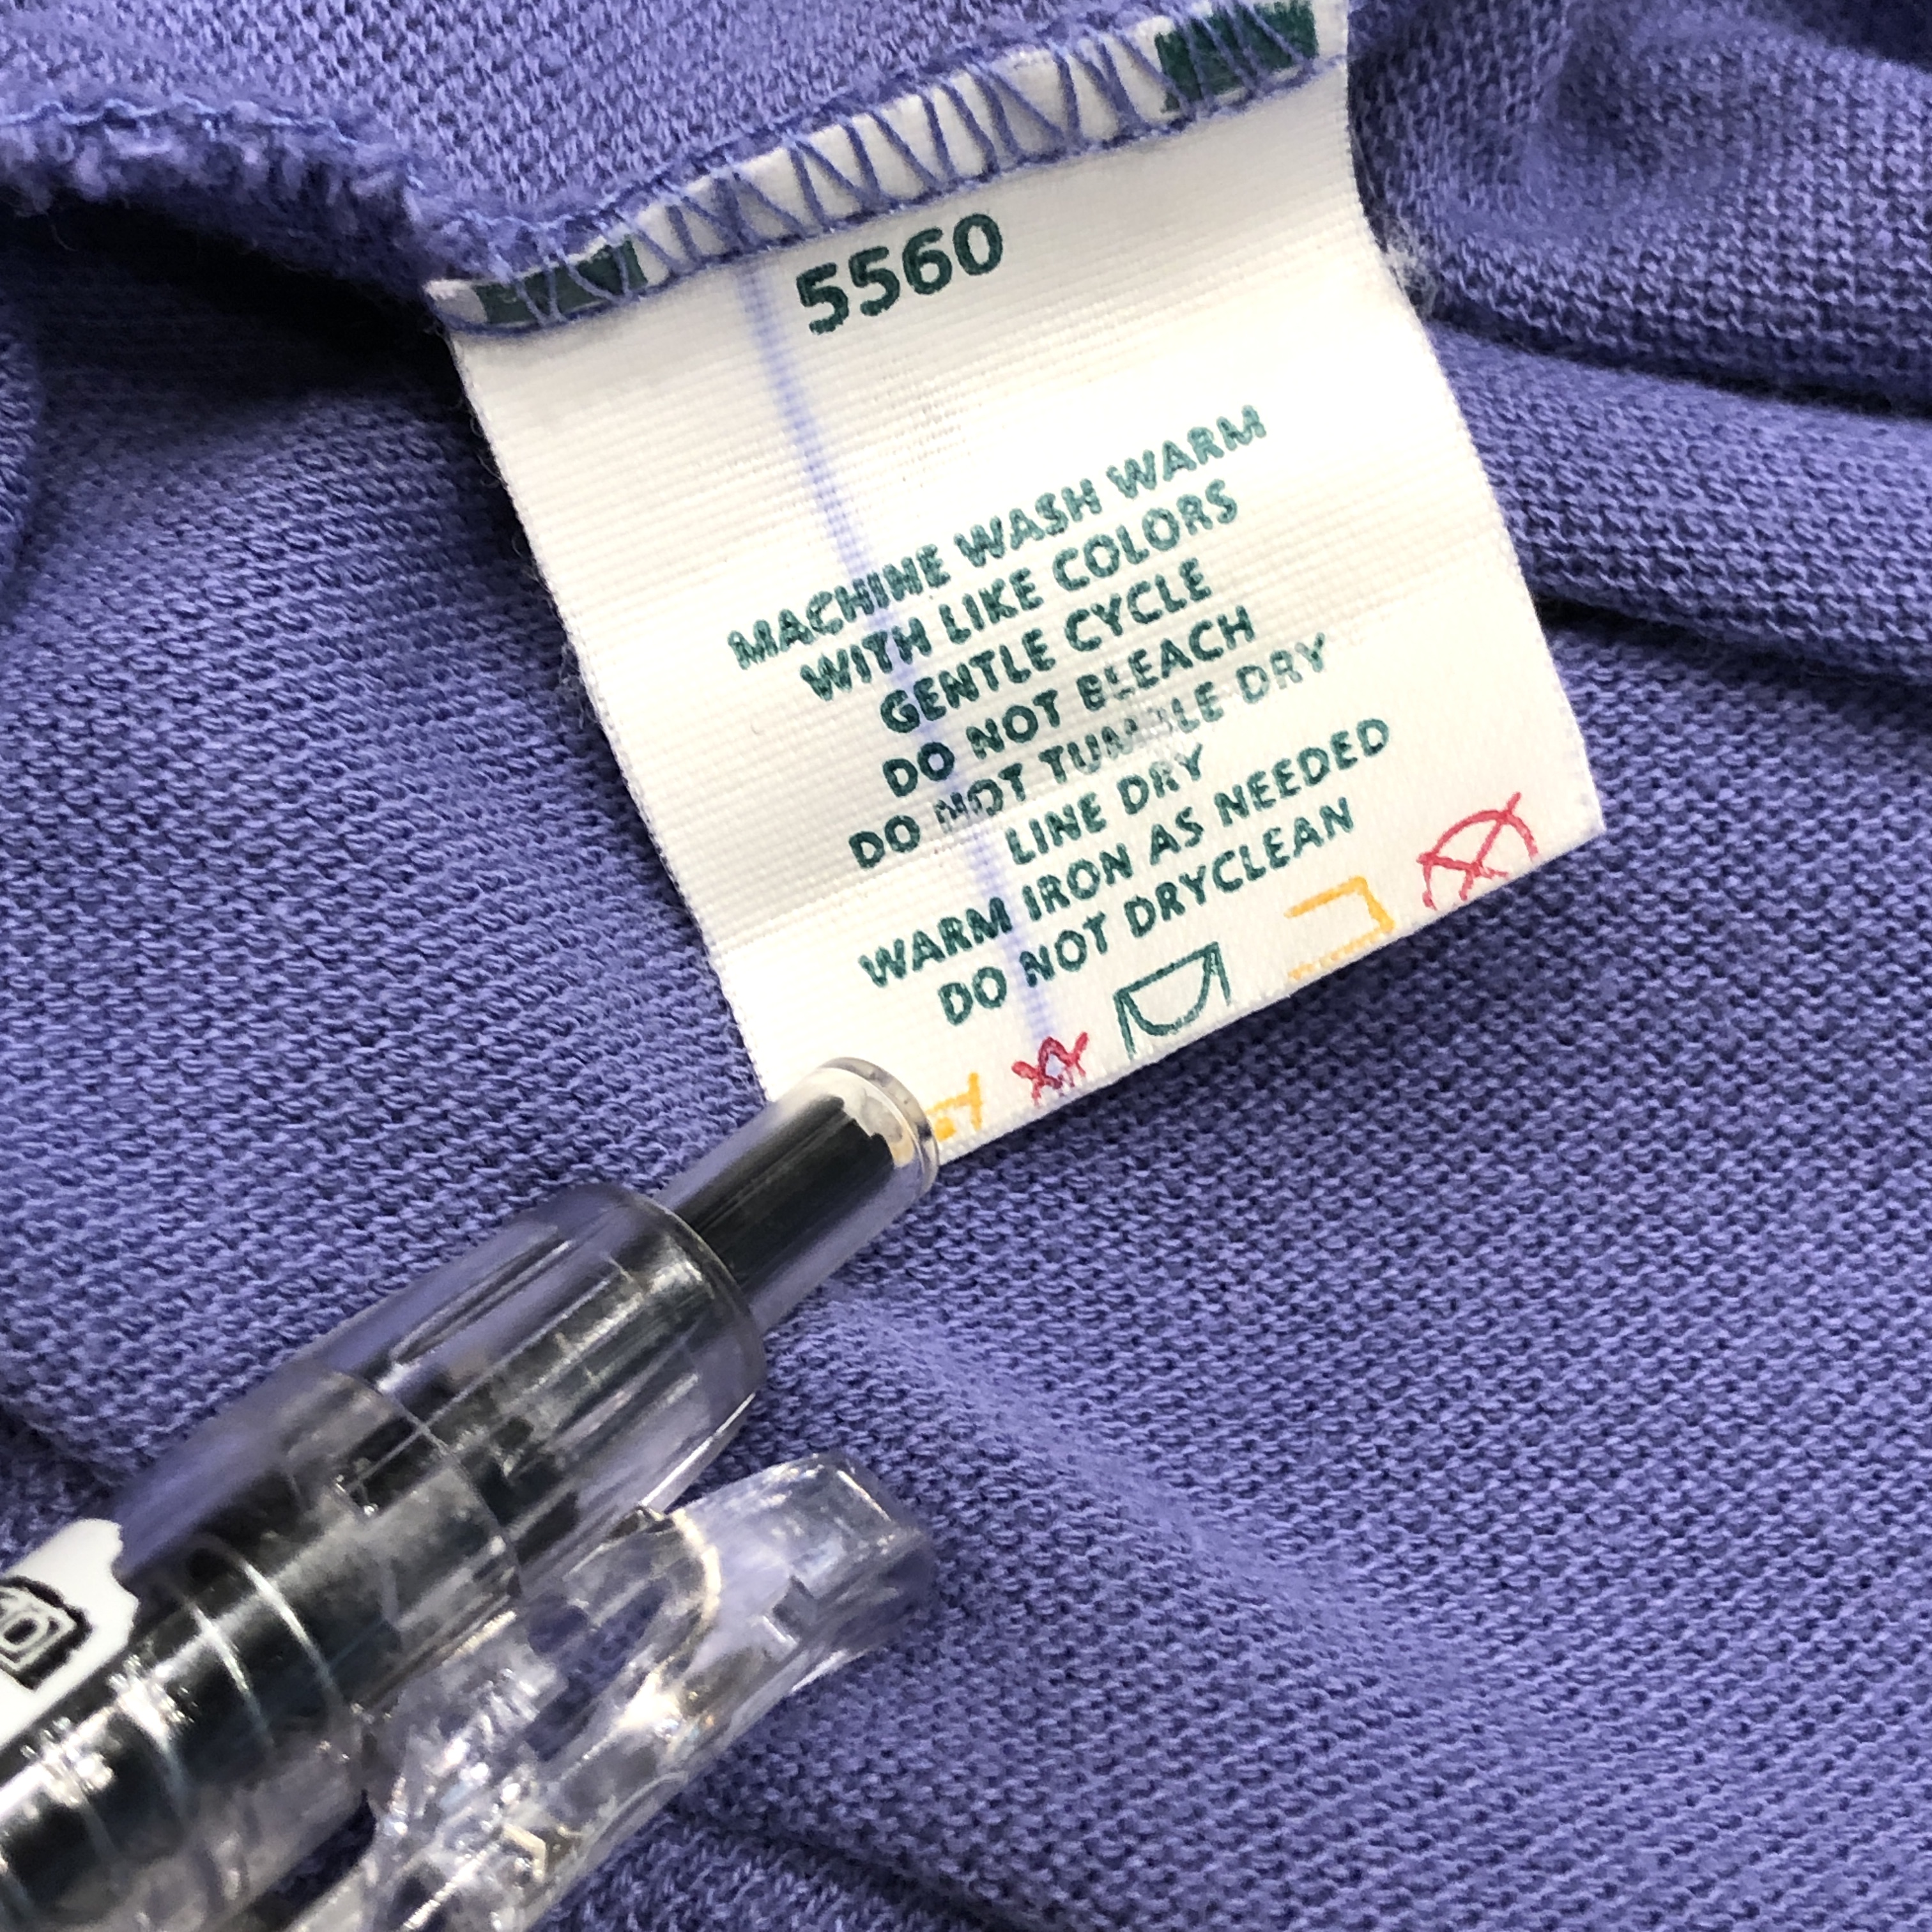 5560
MACHINE WASH WARM
WITH LIKE COLORS
GENTLE CYCLE
DO NOT BLEACH
DO NOT TUMBLE DRY
LINE DRY
WARM IRON AS NEEDED
DO NOT DRYCLEAN